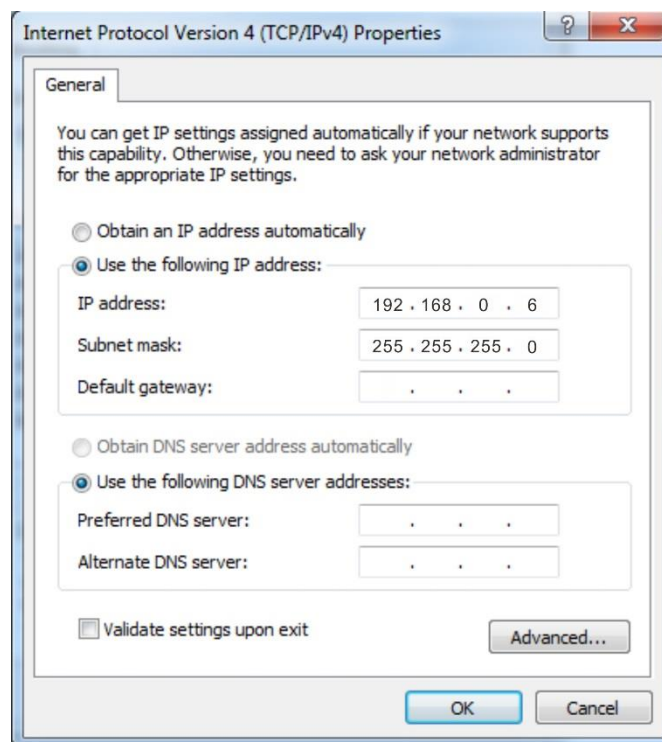 Internet Protocol Version 4 (TCP/IPv4) Properties
General
You can get IP settings assigned automatically if your network supports
this capability. Otherwise, you need to ask your network administrator
for the appropriate IP settings.
Obtain an IP address automatically
Use the following IP address:
IP address: 192 . 168 . 0 . 6
Subnet mask: 255 . 255 . 255 . 0
Default gateway: . . .
Obtain DNS server address automatically
Use the following DNS server addresses:
Preferred DNS server: . . .
Alternate DNS server: . . .
Validate settings upon exit
Advanced...
OK Cancel